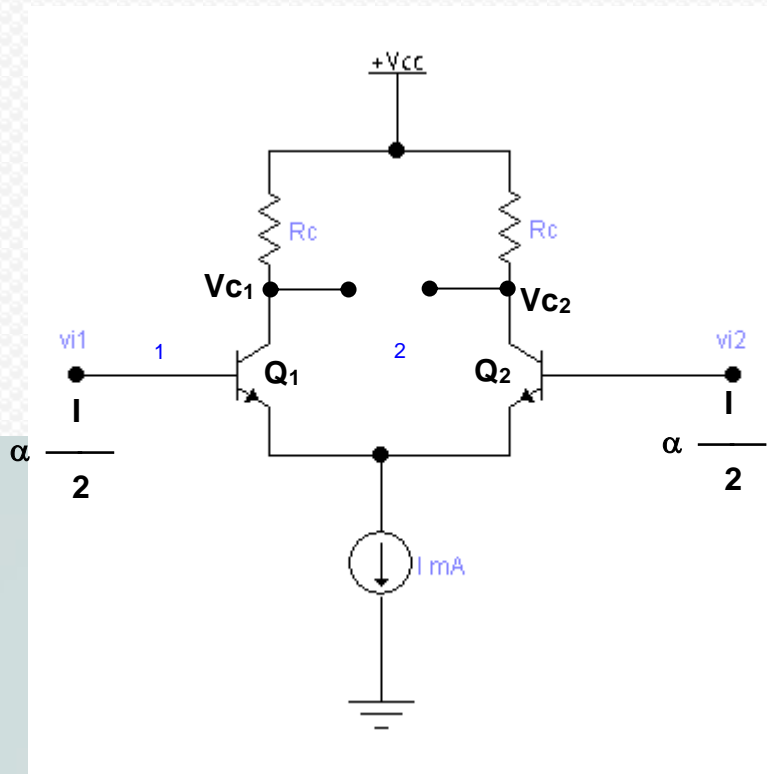 +Vcc
Rc Rc
Vc1 Vc2
vi1 1 2 vi2
Q1 Q2
α I/2 α I/2
I mA